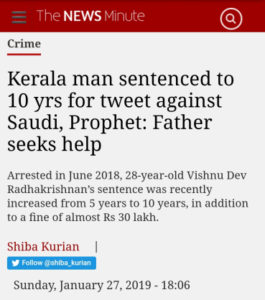 The NEWS Minute
Crime
Kerala man sentenced to
10 yrs for tweet against
Saudi, Prophet: Father
seeks help
Arrested in June 2018, 28-year-old Vishnu Dev
Radhakrishnan's sentence was recently
increased from 5 years to 10 years, in addition
to a fine of almost Rs 30 lakh.
Shiba Kurian |
Follow @shiba_kurian
Sunday, January 27, 2019 - 18:06